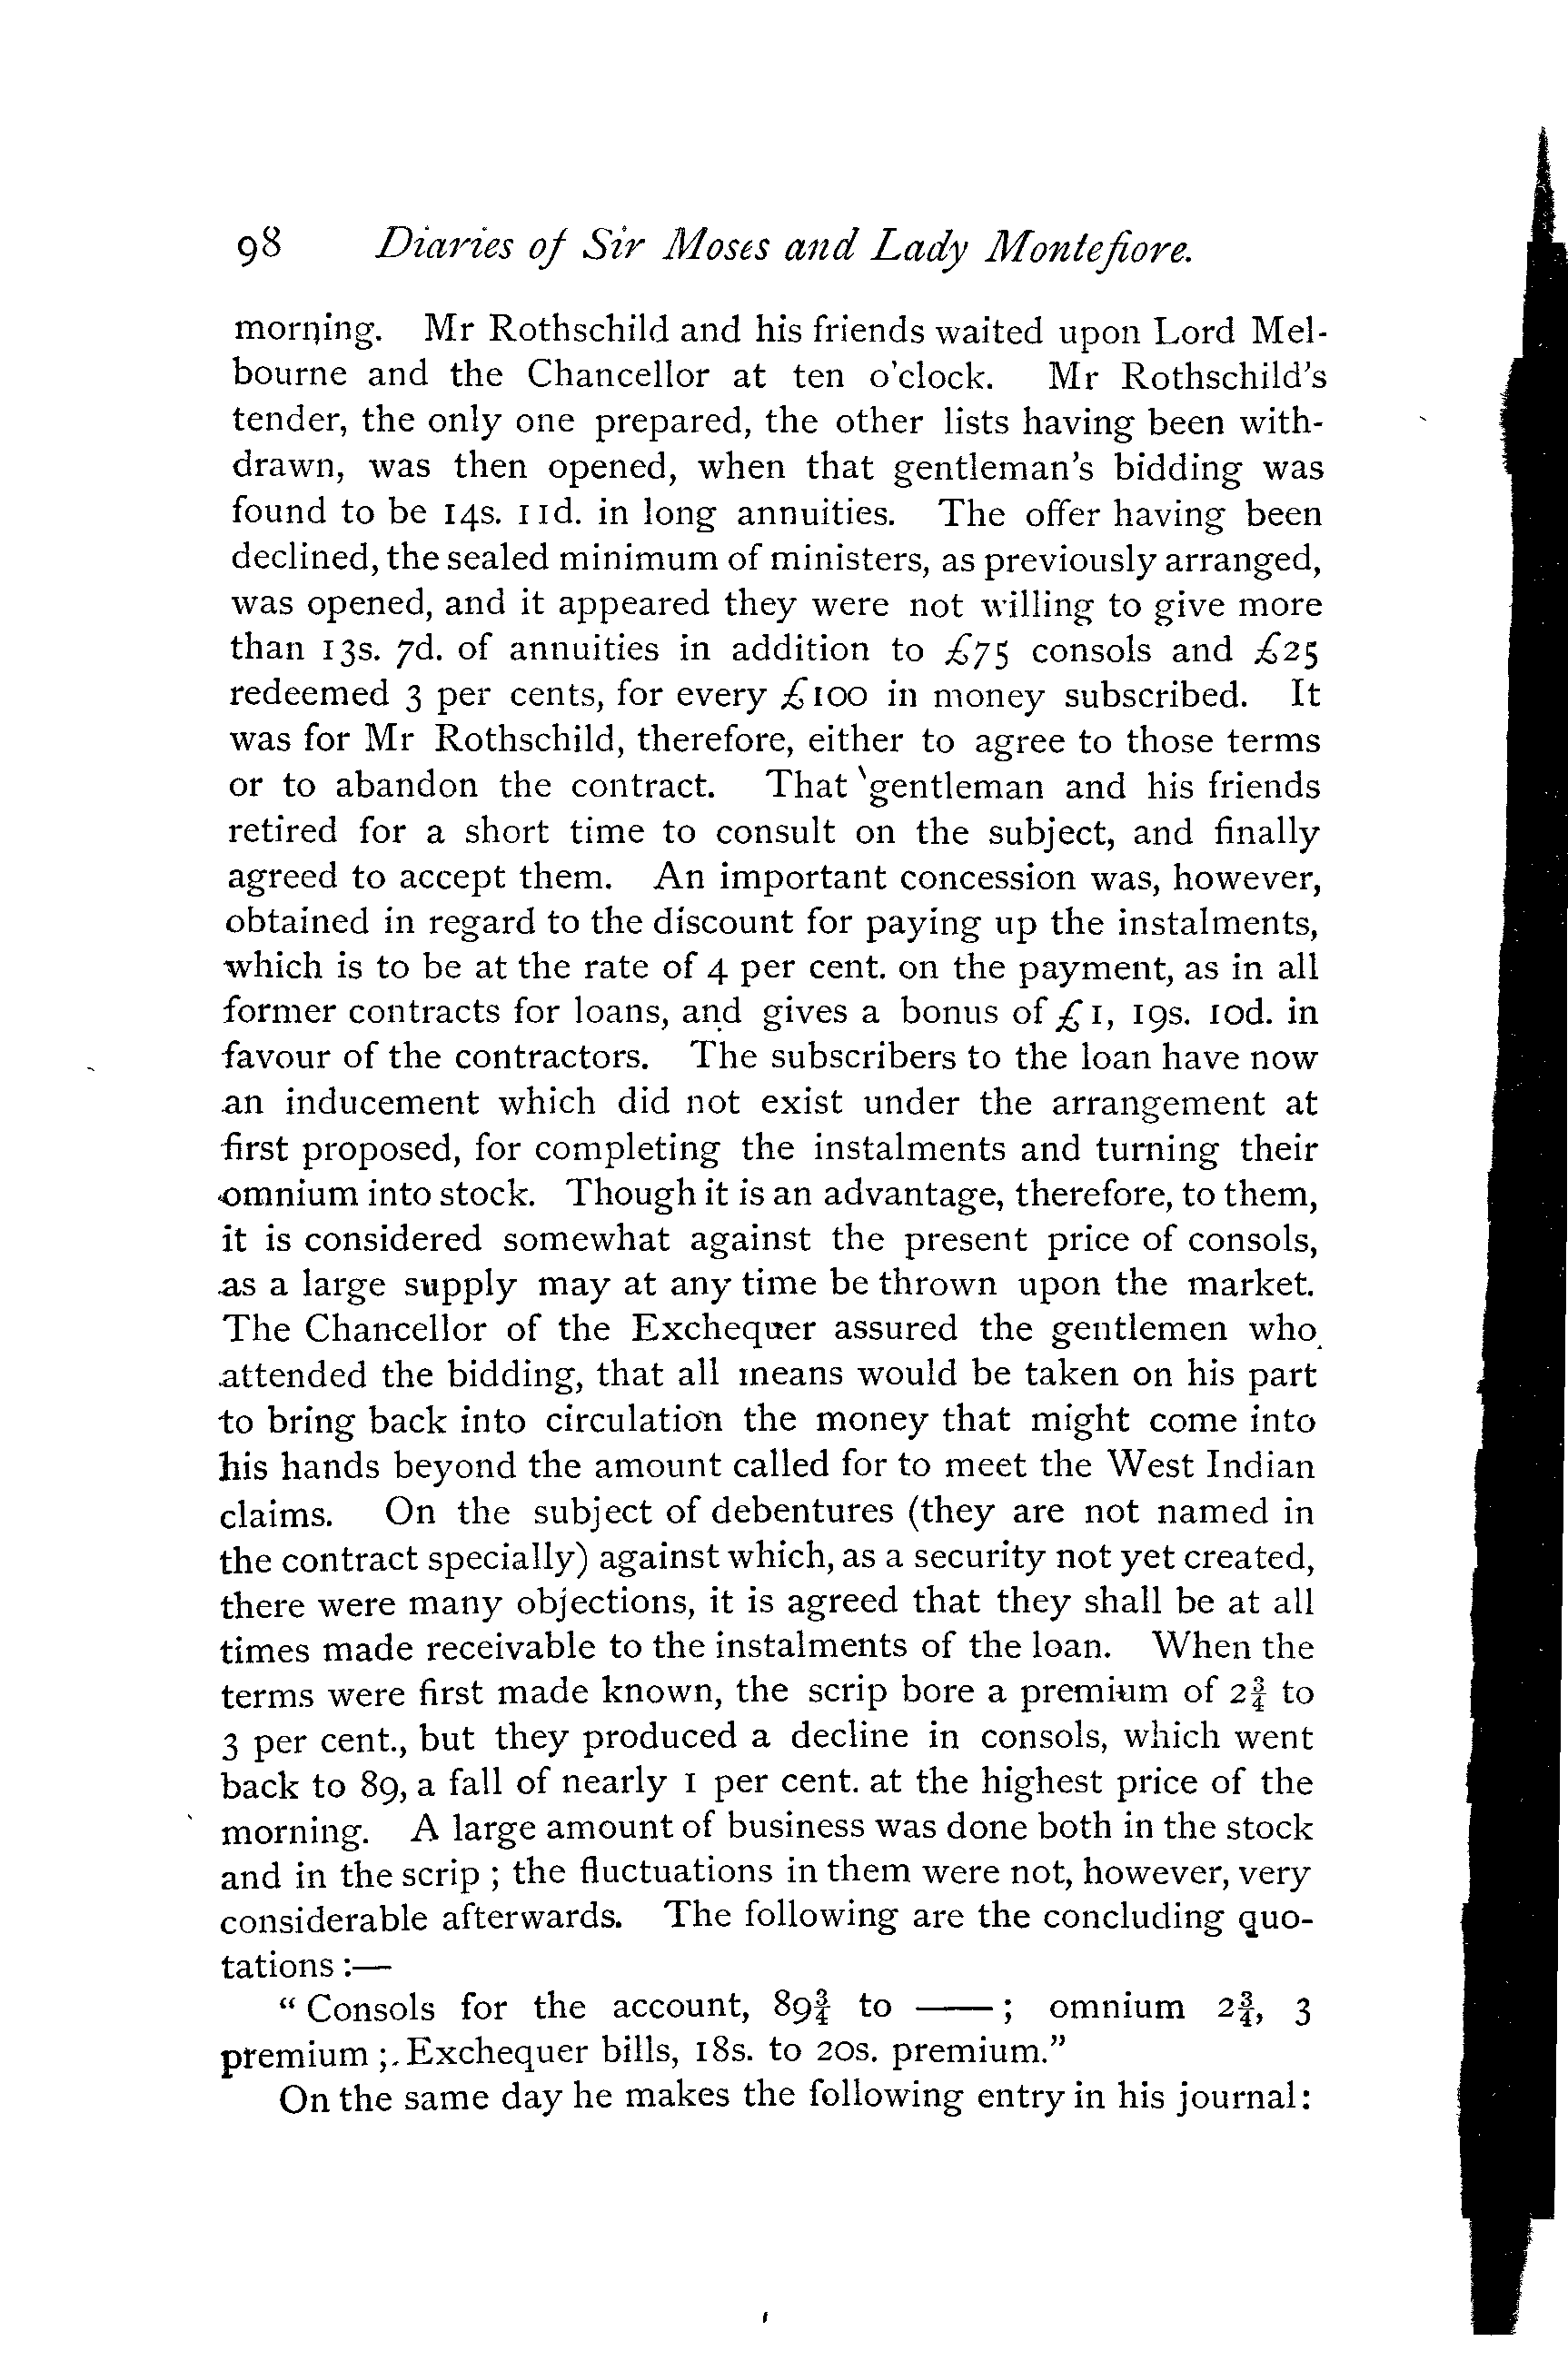 98 Diaries of Sir Moses and Lady Montefiore.
morning. Mr Rothschild and his friends waited upon Lord Mel-
bourne and the Chancellor at ten o'clock. Mr Rothschild's
tender, the only one prepared, the other lists having been with-
drawn, was then opened, when that gentleman's bidding was
found to be 14s. 11d. in long annuities. The offer having been
declined, the sealed minimum of ministers, as previously arranged,
was opened, and it appeared they were not willing to give more
than 13s. 7d. of annuities in addition to £75 consols and £25
redeemed 3 per cents, for every £100 in money subscribed. It
was for Mr Rothschild, therefore, either to agree to those terms
or to abandon the contract. That gentleman and his friends
retired for a short time to consult on the subject, and finally
agreed to accept them. An important concession was, however,
obtained in regard to the discount for paying up the instalments,
which is to be at the rate of 4 per cent. on the payment, as in all
former contracts for loans, and gives a bonus of £1, 19s. 10d. in
favour of the contractors. The subscribers to the loan have now
an inducement which did not exist under the arrangement at
first proposed, for completing the instalments and turning their
omnium into stock. Though it is an advantage, therefore, to them,
it is considered somewhat against the present price of consols,
as a large supply may at any time be thrown upon the market.
The Chancellor of the Exchequer assured the gentlemen who
attended the bidding, that all means would be taken on his part
to bring back into circulation the money that might come into
his hands beyond the amount called for to meet the West Indian
claims. On the subject of debentures (they are not named in
the contract specially) against which, as a security not yet created,
there were many objections, it is agreed that they shall be at all
times made receivable to the instalments of the loan. When the
terms were first made known, the scrip bore a premium of 2¾ to
3 per cent., but they produced a decline in consols, which went
back to 89, a fall of nearly 1 per cent. at the highest price of the
morning. A large amount of business was done both in the stock
and in the scrip ; the fluctuations in them were not, however, very
considerable afterwards. The following are the concluding quo-
tations :—
“ Consols for the account, 89¾ to —— ; omnium 2¾, 3
premium ; Exchequer bills, 18s. to 20s. premium.”
On the same day he makes the following entry in his journal: